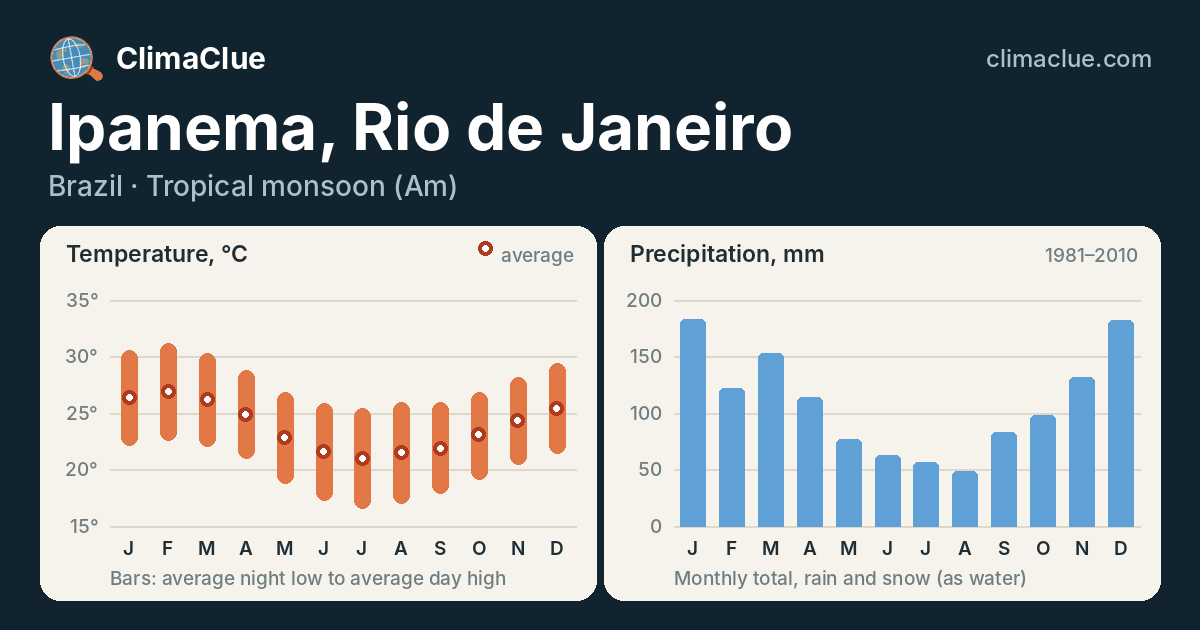 ClimaClue
climaclue.com
Ipanema, Rio de Janeiro
Brazil · Tropical monsoon (Am)
Temperature, °C
average
35°
30°
25°
20°
15°
J F M A M J J A S O N D
Bars: average night low to average day high
Precipitation, mm
1981–2010
200
150
100
50
0
J F M A M J J A S O N D
Monthly total, rain and snow (as water)